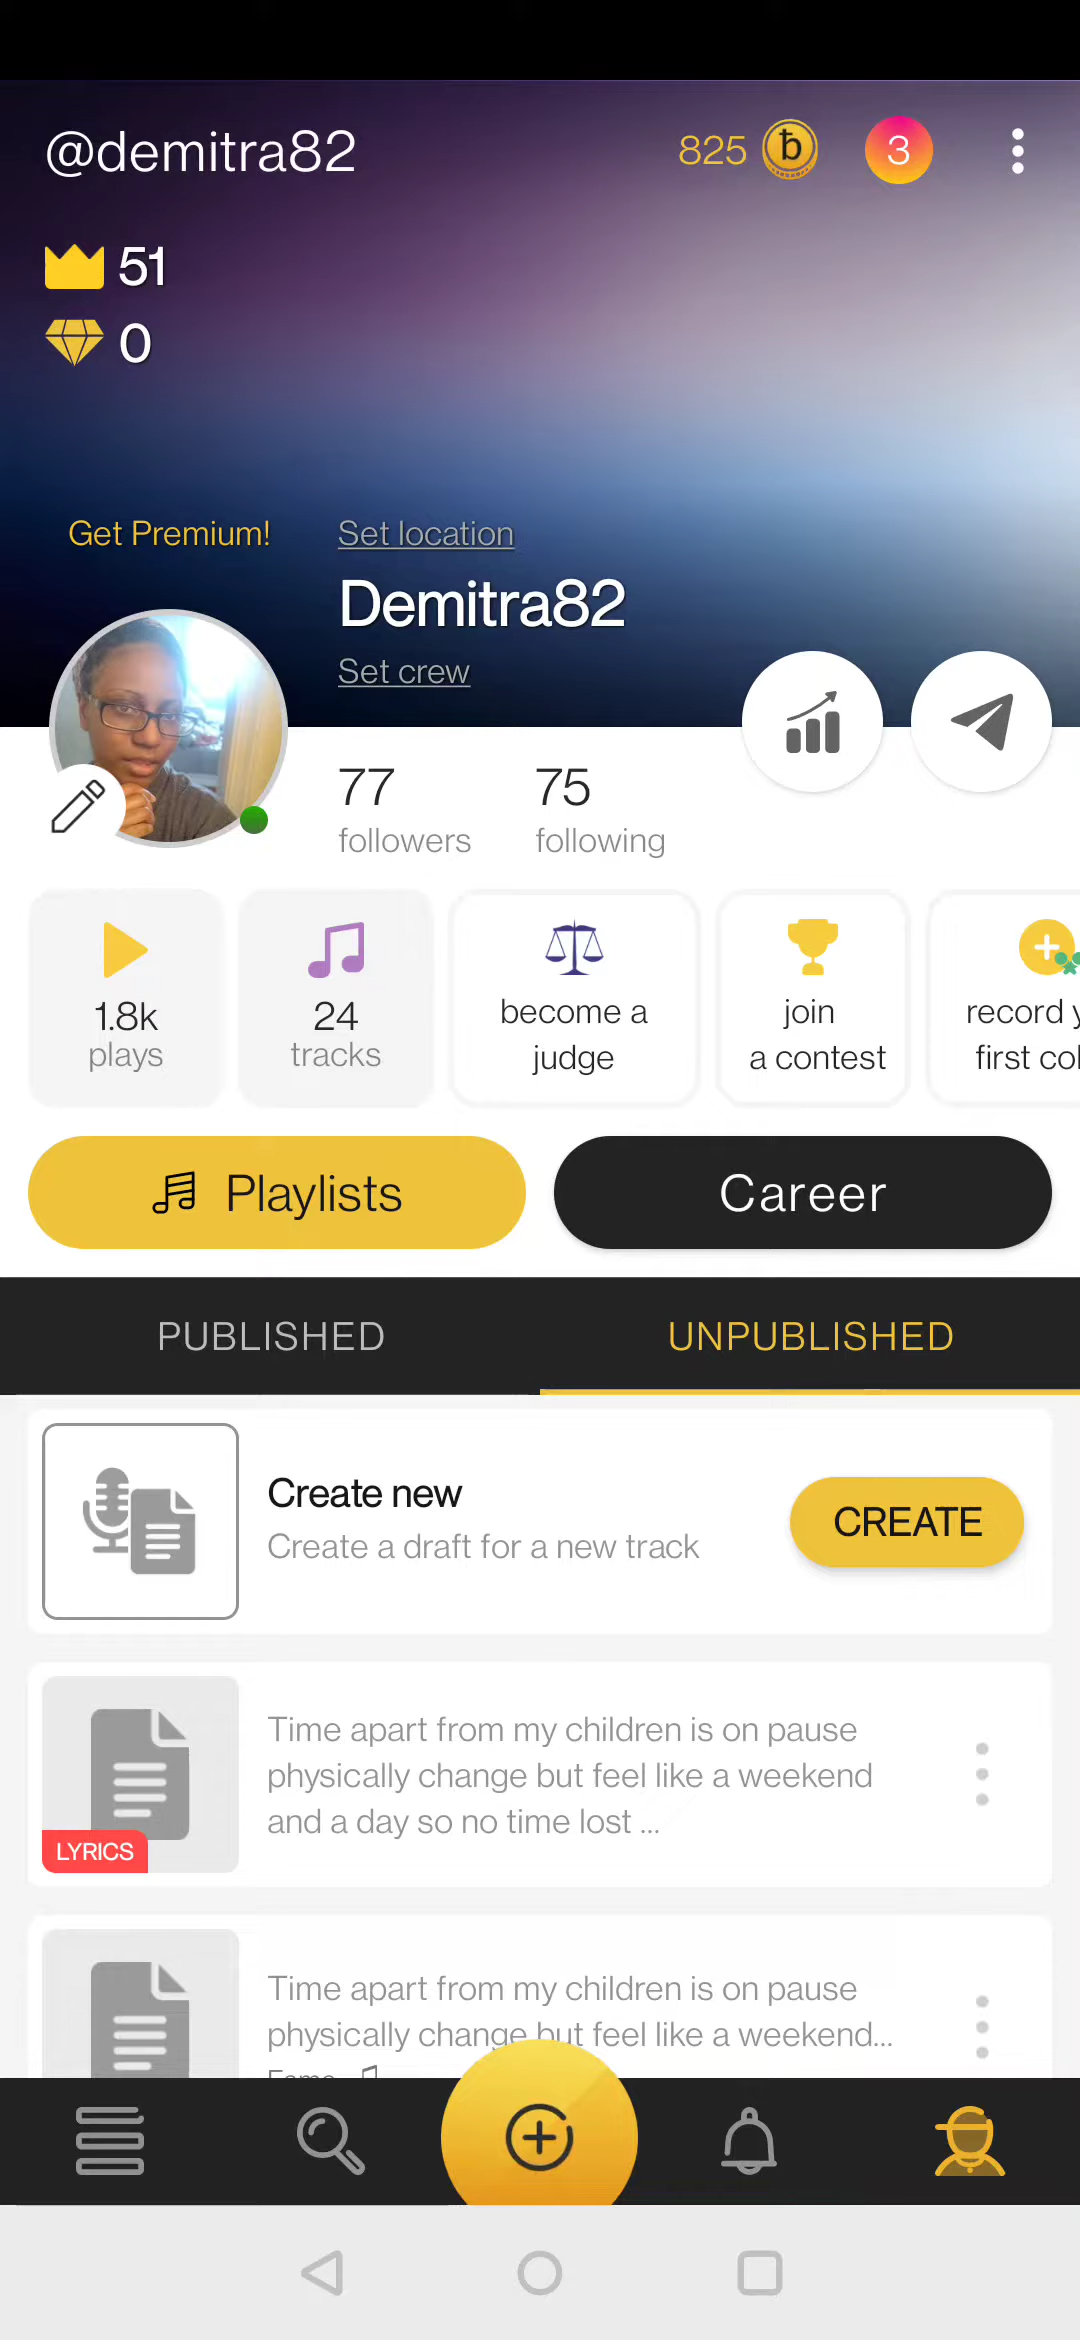 @demitra82
825
3
51
0
Get Premium!
Set location
Demitra82
Set crew
77
followers
75
following
1.8k
plays
24
tracks
become a
judge
join
a contest
record
first
Playlists
Career
PUBLISHED
UNPUBLISHED
Create new
Create a draft for a new track
CREATE
Time apart from my children is on pause
physically change but feel like a weekend
and a day so no time lost ...
LYRICS
Time apart from my children is on pause
physically change but feel like a weekend...